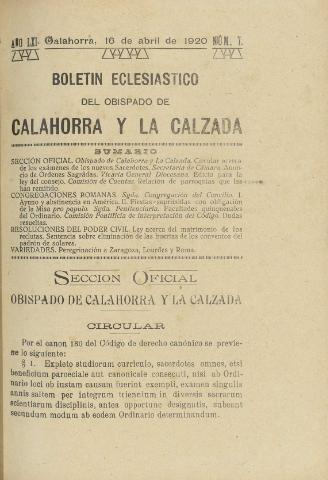 AÑO LXI. Calahorra, 16 de abril de 1920 NÚM. 7.
BOLETIN ECLESIASTICO
DEL OBISPADO DE
CALAHORRA Y LA CALZADA
SUMARIO
SECCIÓN OFICIAL. Obispado de Calahorra y La Calzada. Circular acerca
de los exámenes de los nuevos Sacerdotes. Secretaría de Cámara. Anun-
cio de Órdenes Sagradas. Vicaría General Diocesana. Edicto para la
ley del consejo. Comisión de Cuentas. Relación de parroquias que las
han remitido.
CONGREGACIONES ROMANAS. Sgda. Congregación del Concilio. I.
Ayuno y abstinencia en América. II. Fiestas suprimidas con obligación
de la Misa pro populo. Sgda. Penitenciaría. Facultades quinquenales
del Ordinario. Comisión Pontificia de interpretación del Código. Dudas
resueltas.
RESOLUCIONES DEL PODER CIVIL. Ley acerca del matrimonio de los
reclutas. Sentencia sobre eliminación de las huertas de los conventos del
padrón de solares.
VARIEDADES. Peregrinación a Zaragoza, Lourdes y Roma.
SECCION OFICIAL
OBISPADO DE CALAHORRA Y LA CALZADA
CIRCULAR
Por el canon 130 del Código de derecho canónico se previe-
ne lo siguiente:
§ 1. Expleto studiorum curriculo, sacerdotes omnes, etsi
beneficium paroeciale aut canonicale consecuti, nisi ab Ordi-
nario loci ob iustam causam fuerint exempti, examen singulis
annis saltem per integrum triennium in diversis sacrarum
scientiarum disciplinis, antea opportune designatis, subeant
secundum modum ab eodem Ordinario determinandum.